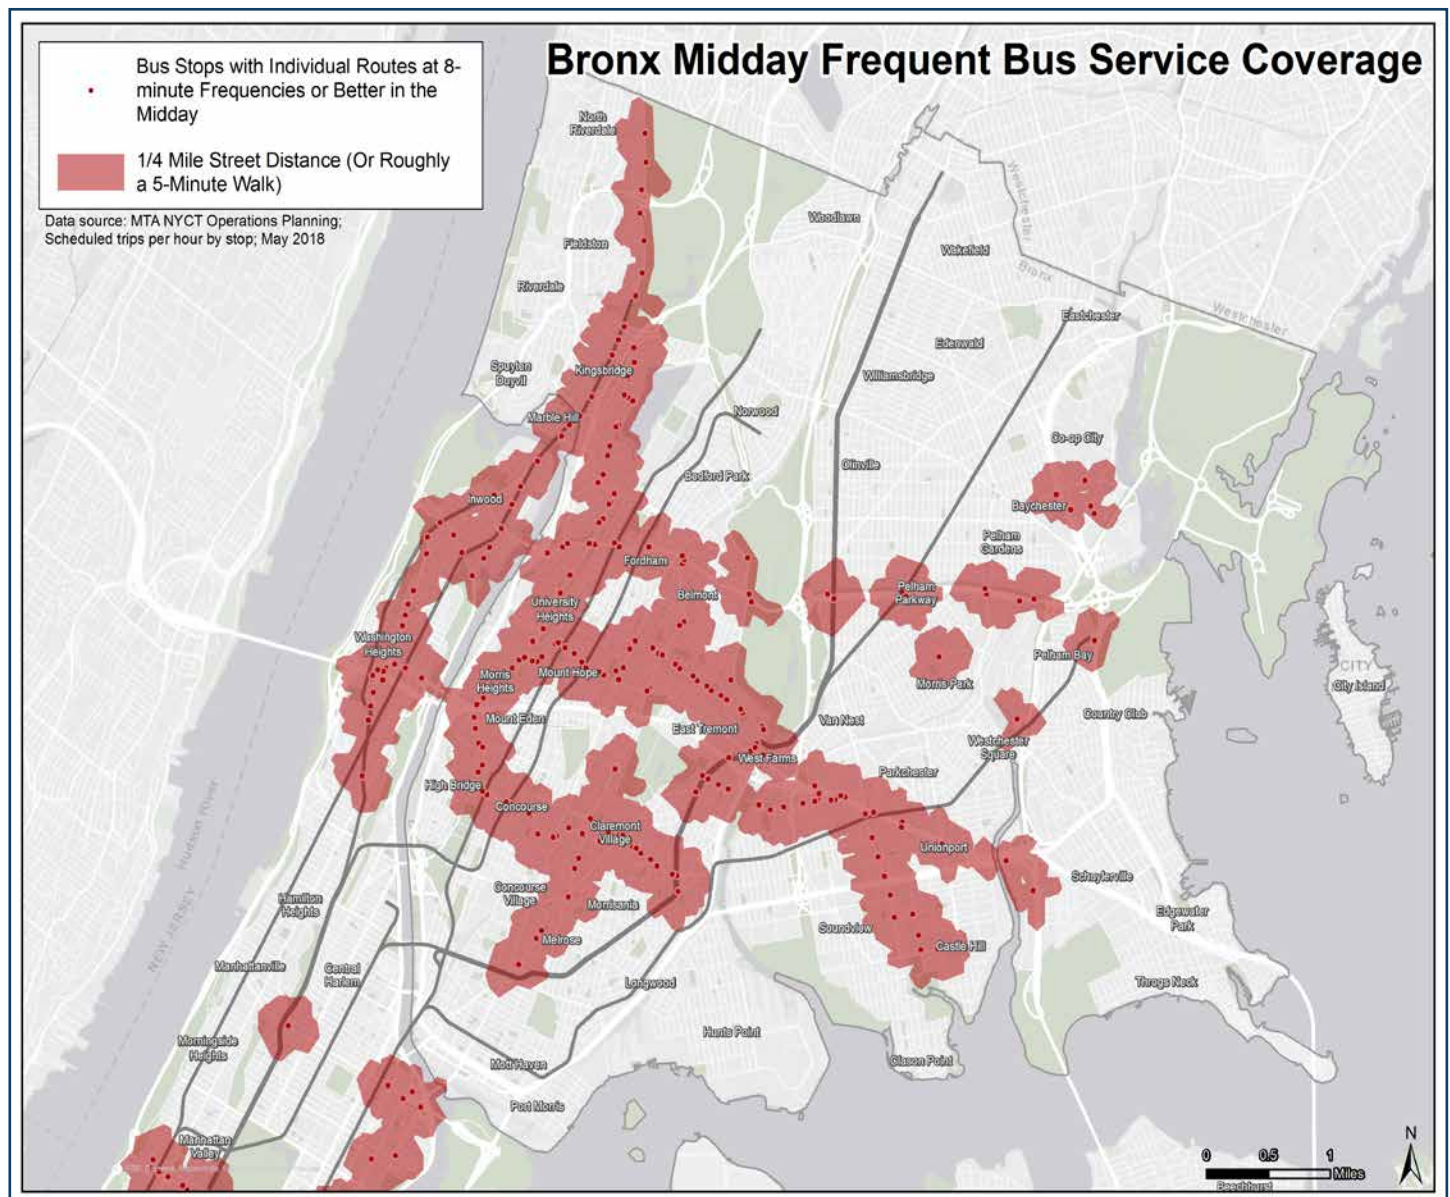 Bronx Midday Frequent Bus Service Coverage
Bus Stops with Individual Routes at 8-
minute Frequencies or Better in the
Midday
1/4 Mile Street Distance (Or Roughly
a 5-Minute Walk)
Data source: MTA NYCT Operations Planning;
Scheduled trips per hour by stop; May 2018
North
Riverdale
Woodlawn
Westchester
Fieldston
Wakefield
Bronx
Riverdale
Westchester
Eastchester
Edenwald
Spuyten
Duyvil
Kingsbridge
Williamsbridge
Marble Hill
Norwood
Co-op City
Olinville
Bedford Park
Inwood
Baychester
Pelham
Gardens
Fordham
Belmont
Pelham
Parkway
University
Heights
Washington
Heights
Pelham Bay
CITY
City Island
Morris
Heights
Mount Hope
Morris Park
Mount Eden
East Tremont
Van Nest
Country Club
Westchester
Square
West Farms
Parkchester
High Bridge
Concourse
Hudson River
Claremont
Village
Unionport
Schuylerville
Concourse
Village
Morrisania
Hamilton
Heights
Edgewater
Park
Soundview
NEW JERSEY
Melrose
Castle Hill
Manhattanville
Central
Harlem
Longwood
Throgs Neck
Hunts Point
Morningside
Heights
Mott Haven
Clason Point
Port Morris
Manhattan
Valley
N
0 0.5 1
Miles
Beechhurst